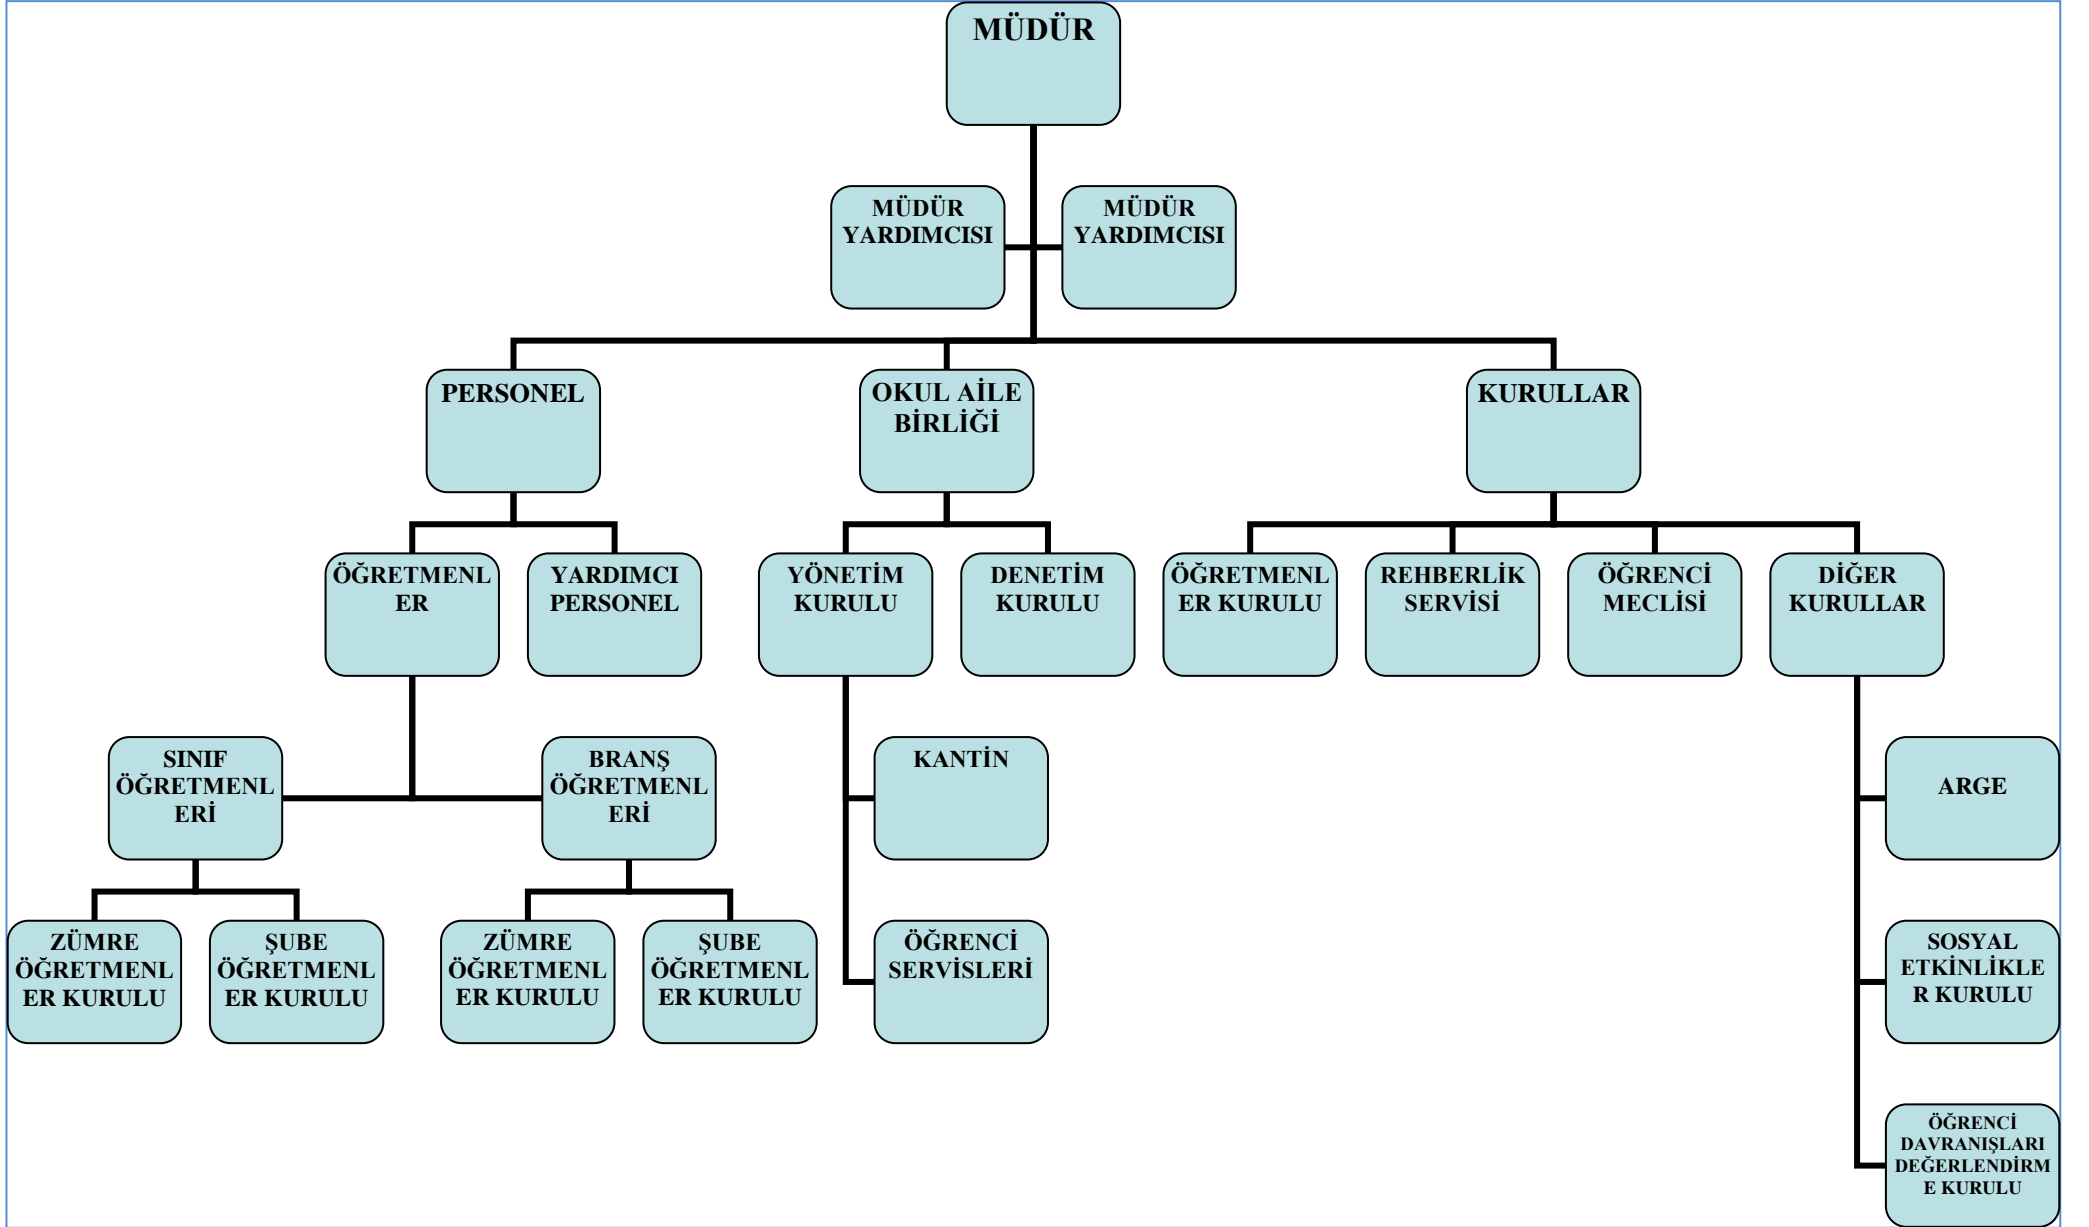 MÜDÜR
MÜDÜR
YARDIMCISI
MÜDÜR
YARDIMCISI
PERSONEL
OKUL AİLE
BİRLİĞİ
KURULLAR
ÖĞRETMENL
ER
YARDIMCI
PERSONEL
YÖNETİM
KURULU
DENETİM
KURULU
ÖĞRETMENL
ER KURULU
REHBERLİK
SERVİSİ
ÖĞRENCİ
MECLİSİ
DİĞER
KURULLAR
SINIF
ÖĞRETMENL
ERİ
BRANŞ
ÖĞRETMENL
ERİ
KANTİN
ARGE
ZÜMRE
ÖĞRETMENL
ER KURULU
ŞUBE
ÖĞRETMENL
ER KURULU
ZÜMRE
ÖĞRETMENL
ER KURULU
ŞUBE
ÖĞRETMENL
ER KURULU
ÖĞRENCİ
SERVİSLERİ
SOSYAL
ETKİNLİKLE
R KURULU
ÖĞRENCİ
DAVRANIŞLARI
DEĞERLENDİRM
E KURULU